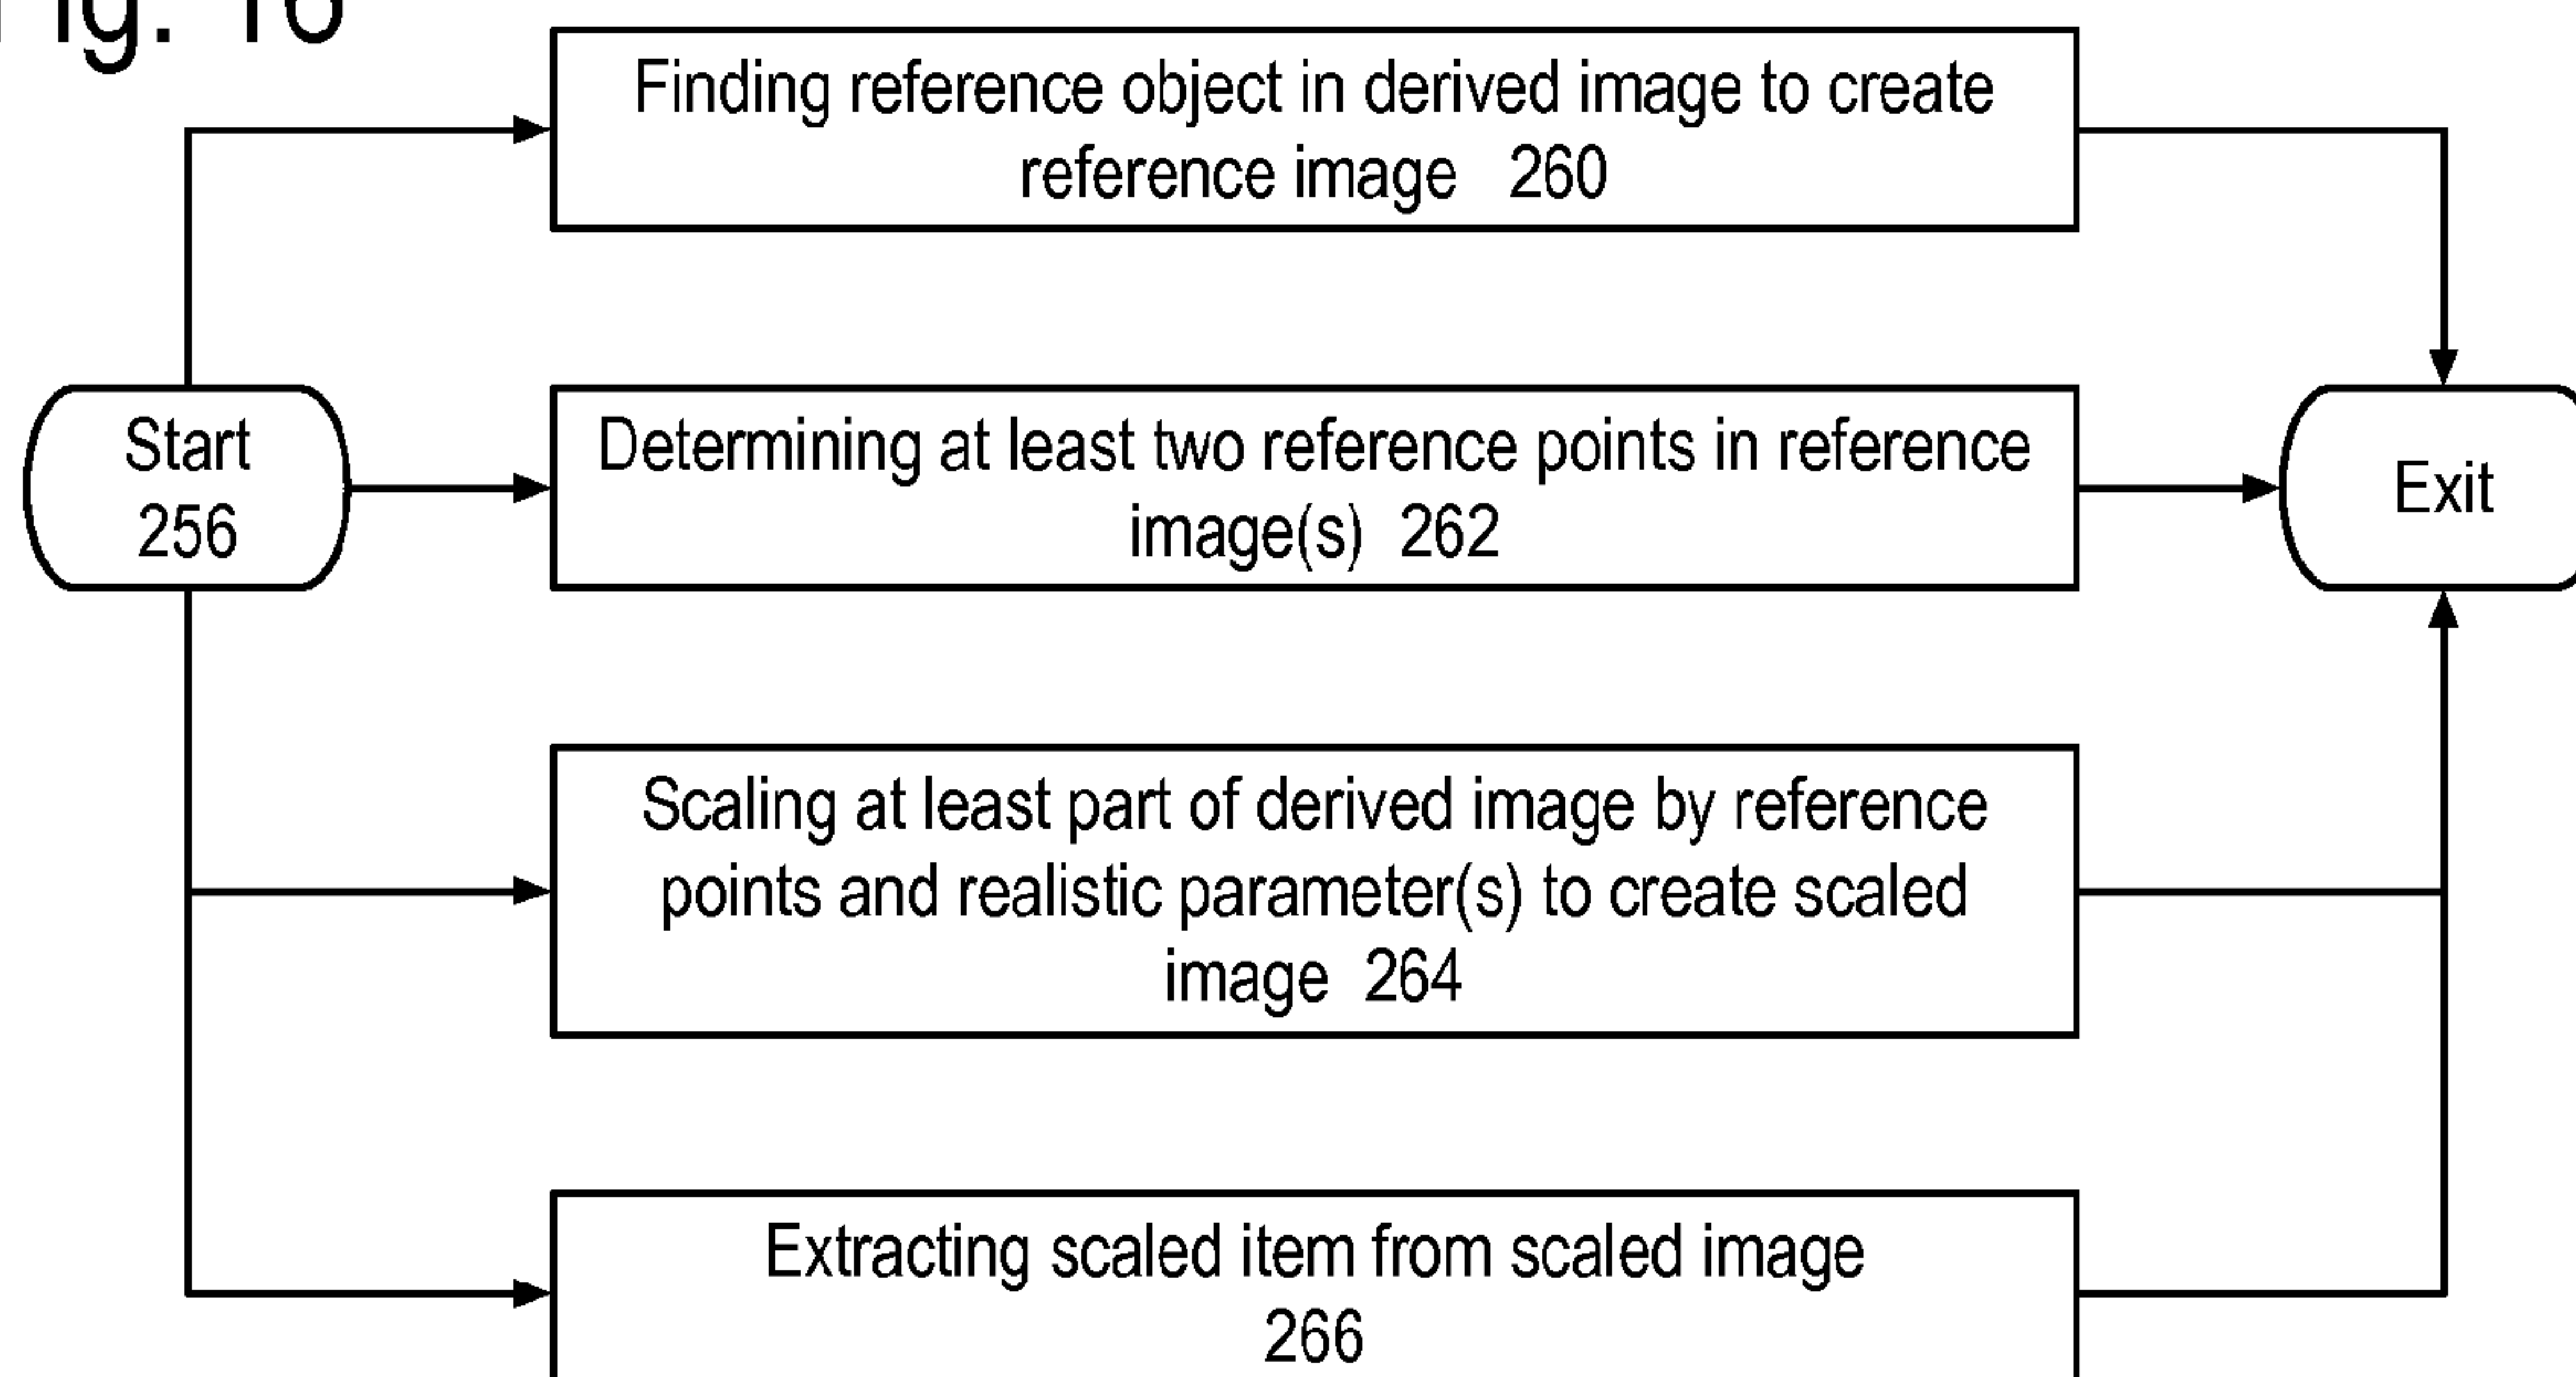 Fig. 16
Finding reference object in derived image to create
reference image 260
Start
256
Determining at least two reference points in reference
image(s) 262
Exit
Scaling at least part of derived image by reference
points and realistic parameter(s) to create scaled
image 264
Extracting scaled item from scaled image
266